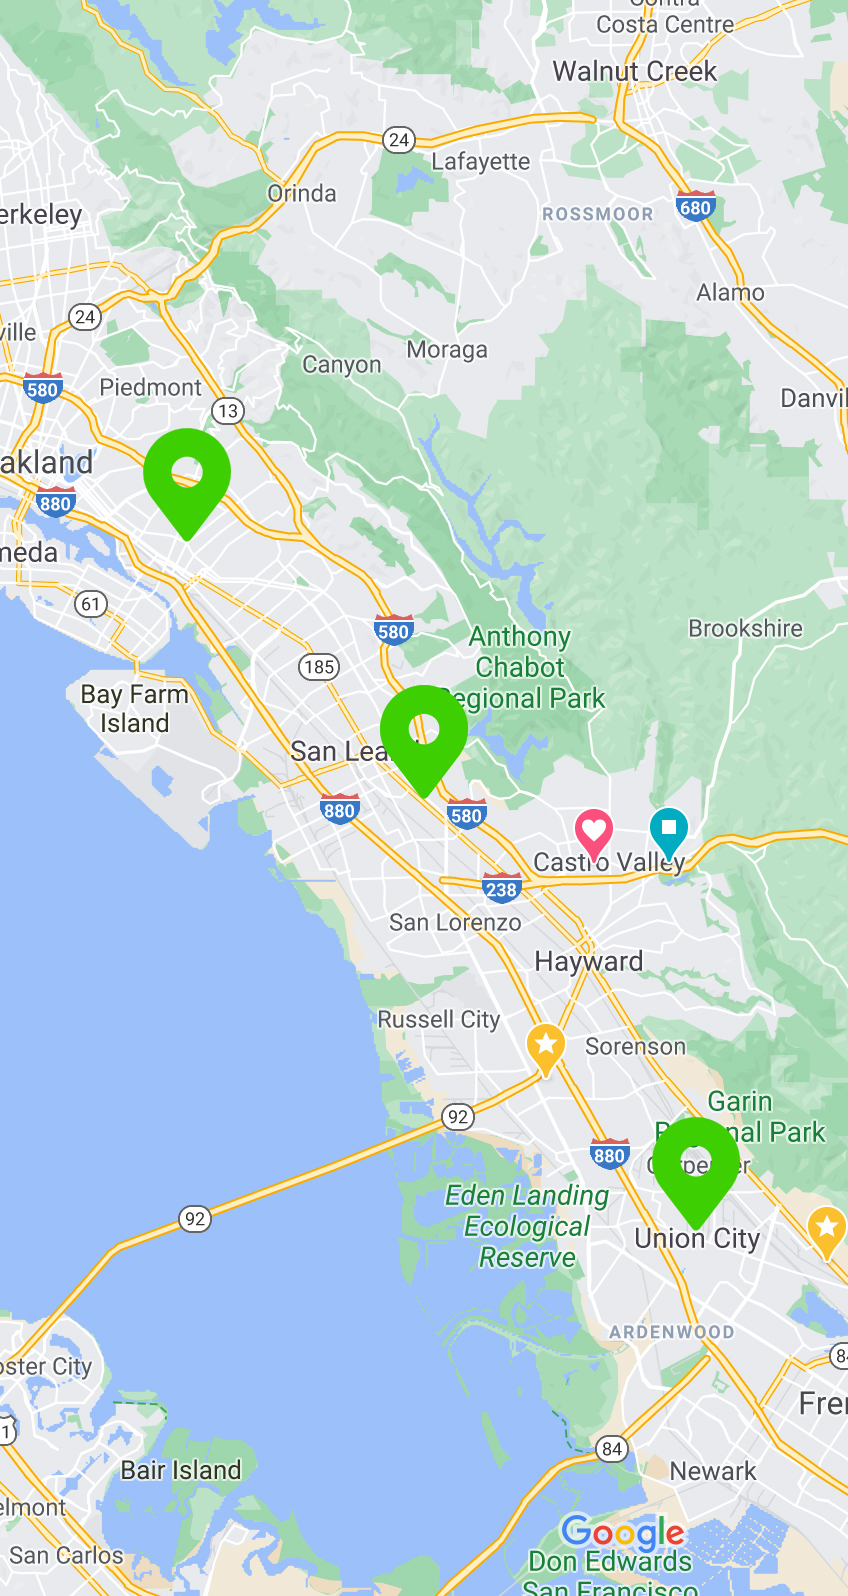 Contra
Costa Centre
Walnut Creek
24
Lafayette
Orinda
680
ROSSMOOR
erkeley
Alamo
24
ville
Moraga
Canyon
580
Piedmont
Danvil
13
akland
880
meda
61
580
Brookshire
Anthony
Chabot
Regional Park
185
Bay Farm
Island
San Lea
880
580
Castro Valley
238
San Lorenzo
Hayward
Russell City
Sorenson
92
Garin
Regional Park
880
Carpenter
Eden Landing
Ecological
Reserve
92
Union City
ARDENWOOD
84
oster City
Fre
1
84
Bair Island
Newark
elmont
Google
San Carlos
Don Edwards
San Francisco